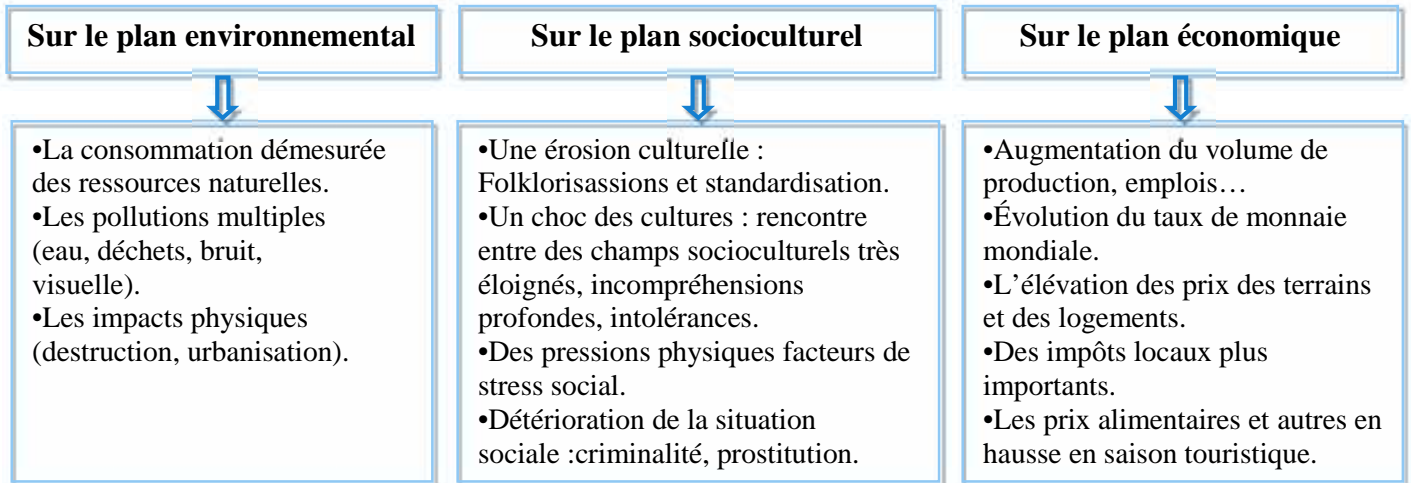 Sur le plan environnemental
•La consommation démesurée
des ressources naturelles.
•Les pollutions multiples
(eau, déchets, bruit,
visuelle).
•Les impacts physiques
(destruction, urbanisation).
Sur le plan socioculturel
•Une érosion culturelle :
Folklorisassions et standardisation.
•Un choc des cultures : rencontre
entre des champs socioculturels très
éloignés, incompréhensions
profondes, intolérances.
•Des pressions physiques facteurs de
stress social.
•Détérioration de la situation
sociale :criminalité, prostitution.
Sur le plan économique
•Augmentation du volume de
production, emplois…
•Évolution du taux de monnaie
mondiale.
•L’élévation des prix des terrains
et des logements.
•Des impôts locaux plus
importants.
•Les prix alimentaires et autres en
hausse en saison touristique.